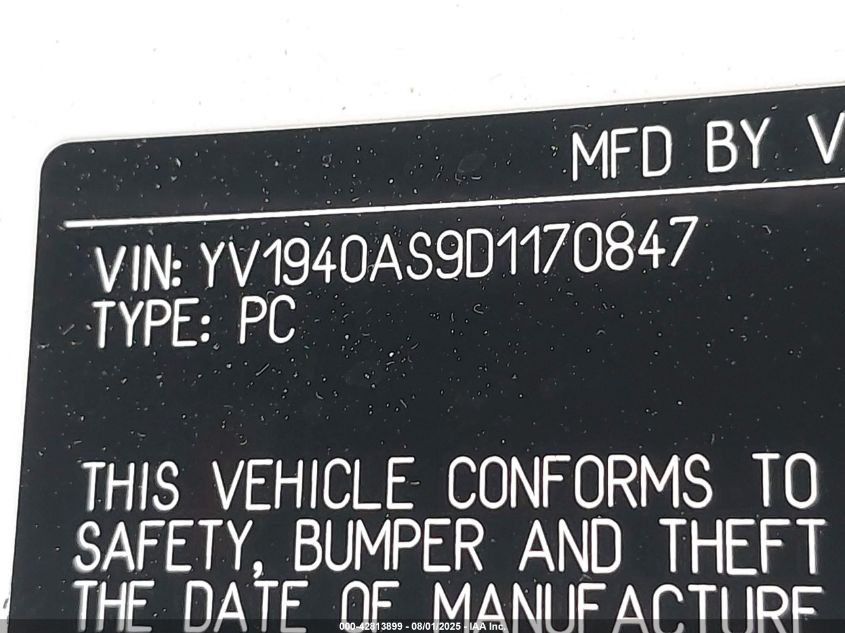 MFD BY V
VIN: YV1940AS9D1170847
TYPE: PC
THIS VEHICLE CONFORMS TO
SAFETY, BUMPER AND THEFT
THE DATE OF MANUFACTURE
000-42813899 - 08/01/2025 - IAA Inc.